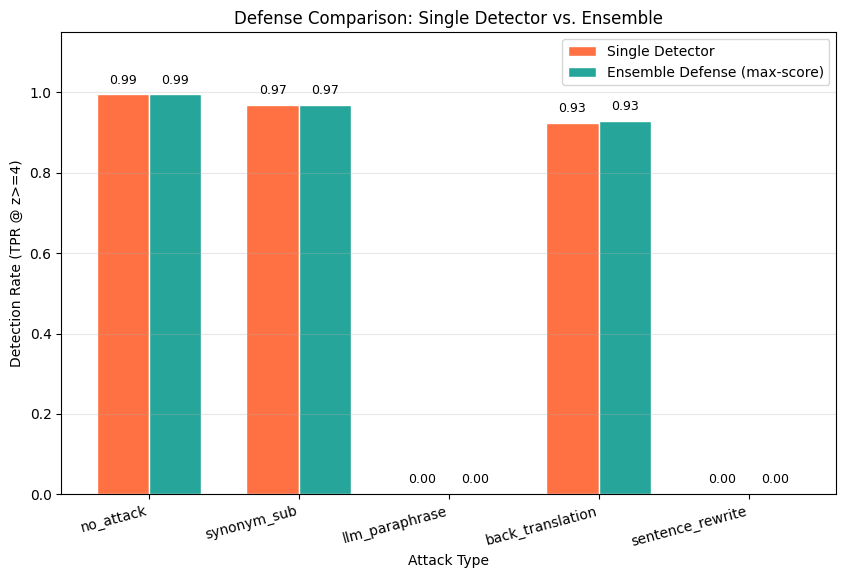 Defense Comparison: Single Detector vs. Ensemble
Single Detector
Ensemble Defense (max-score)
0.99 0.99 0.97 0.97 0.00 0.00 0.93 0.93 0.00 0.00
Detection Rate (TPR @ z>=4)
1.0
0.8
0.6
0.4
0.2
0.0
no_attack synonym_sub llm_paraphrase back_translation sentence_rewrite
Attack Type